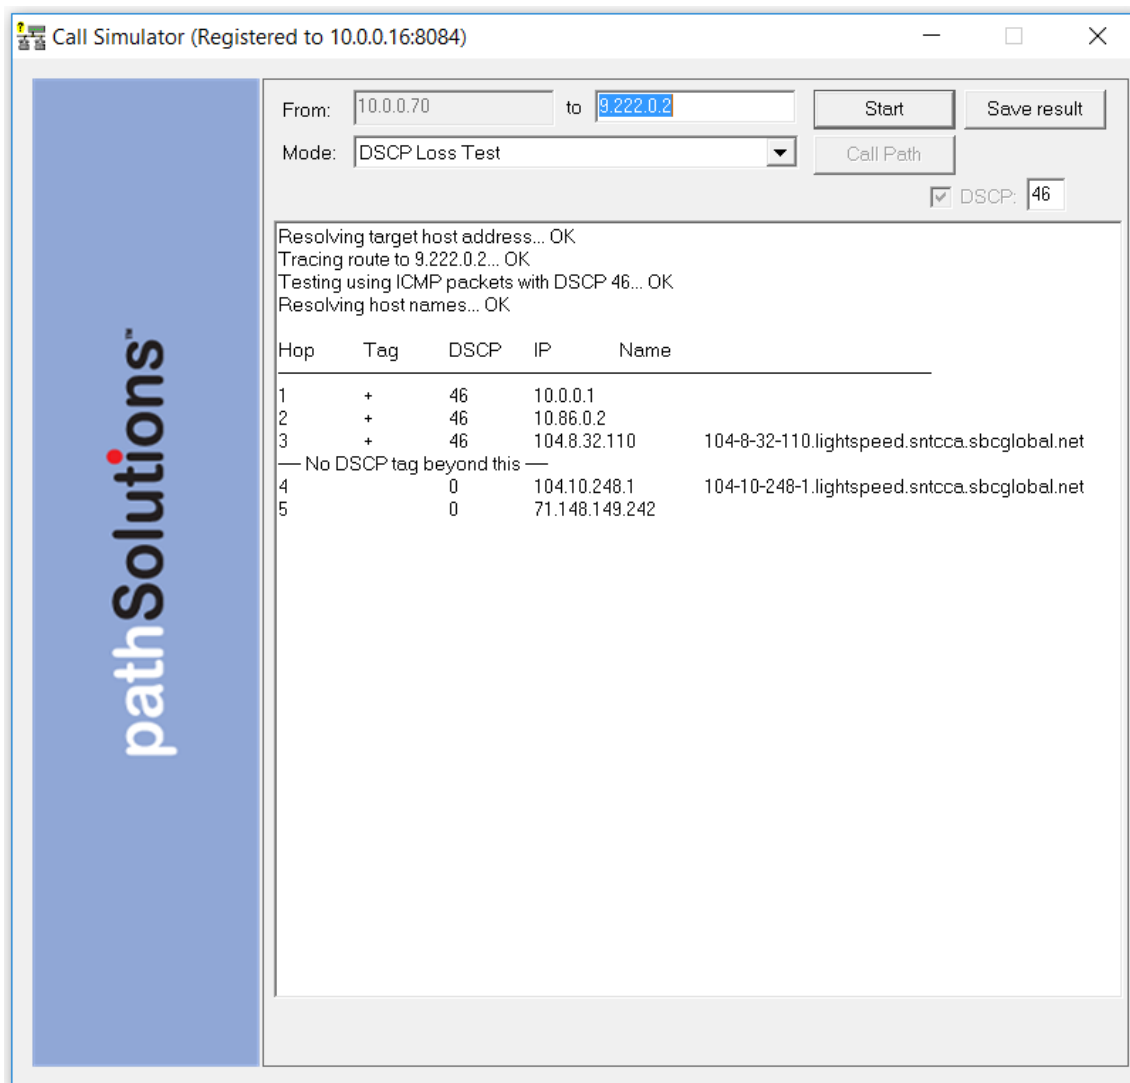 Call Simulator (Registered to 10.0.0.16:8084)
From: 10.0.0.70 to 9.222.0.2 Start Save result
Mode: DSCP Loss Test Call Path
DSCP: 46
pathSolutions™
Resolving target host address... OK
Tracing route to 9.222.0.2... OK
Testing using ICMP packets with DSCP 46... OK
Resolving host names... OK
Hop Tag DSCP IP Name
1 + 46 10.0.0.1
2 + 46 10.86.0.2
3 + 46 104.8.32.110 104-8-32-110.lightspeed.sntcca.sbcglobal.net
— No DSCP tag beyond this —
4 0 104.10.248.1 104-10-248-1.lightspeed.sntcca.sbcglobal.net
5 0 71.148.149.242